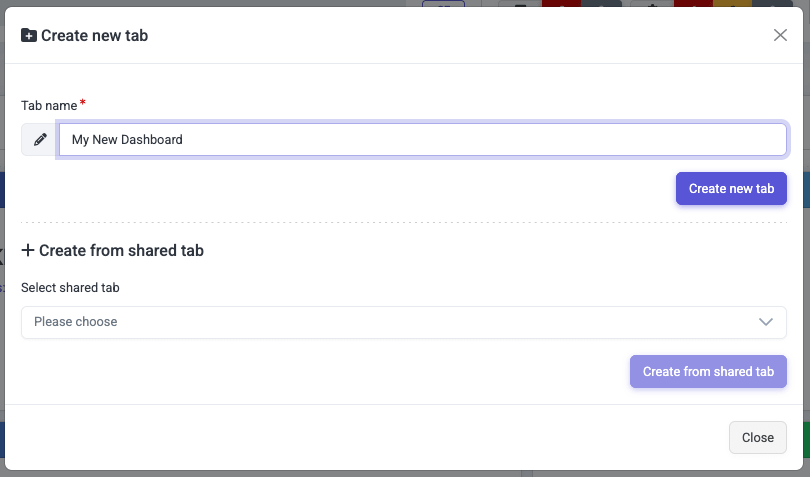 Create new tab
Tab name *
My New Dashboard
Create new tab
Create from shared tab
Select shared tab
Please choose
Create from shared tab
Close